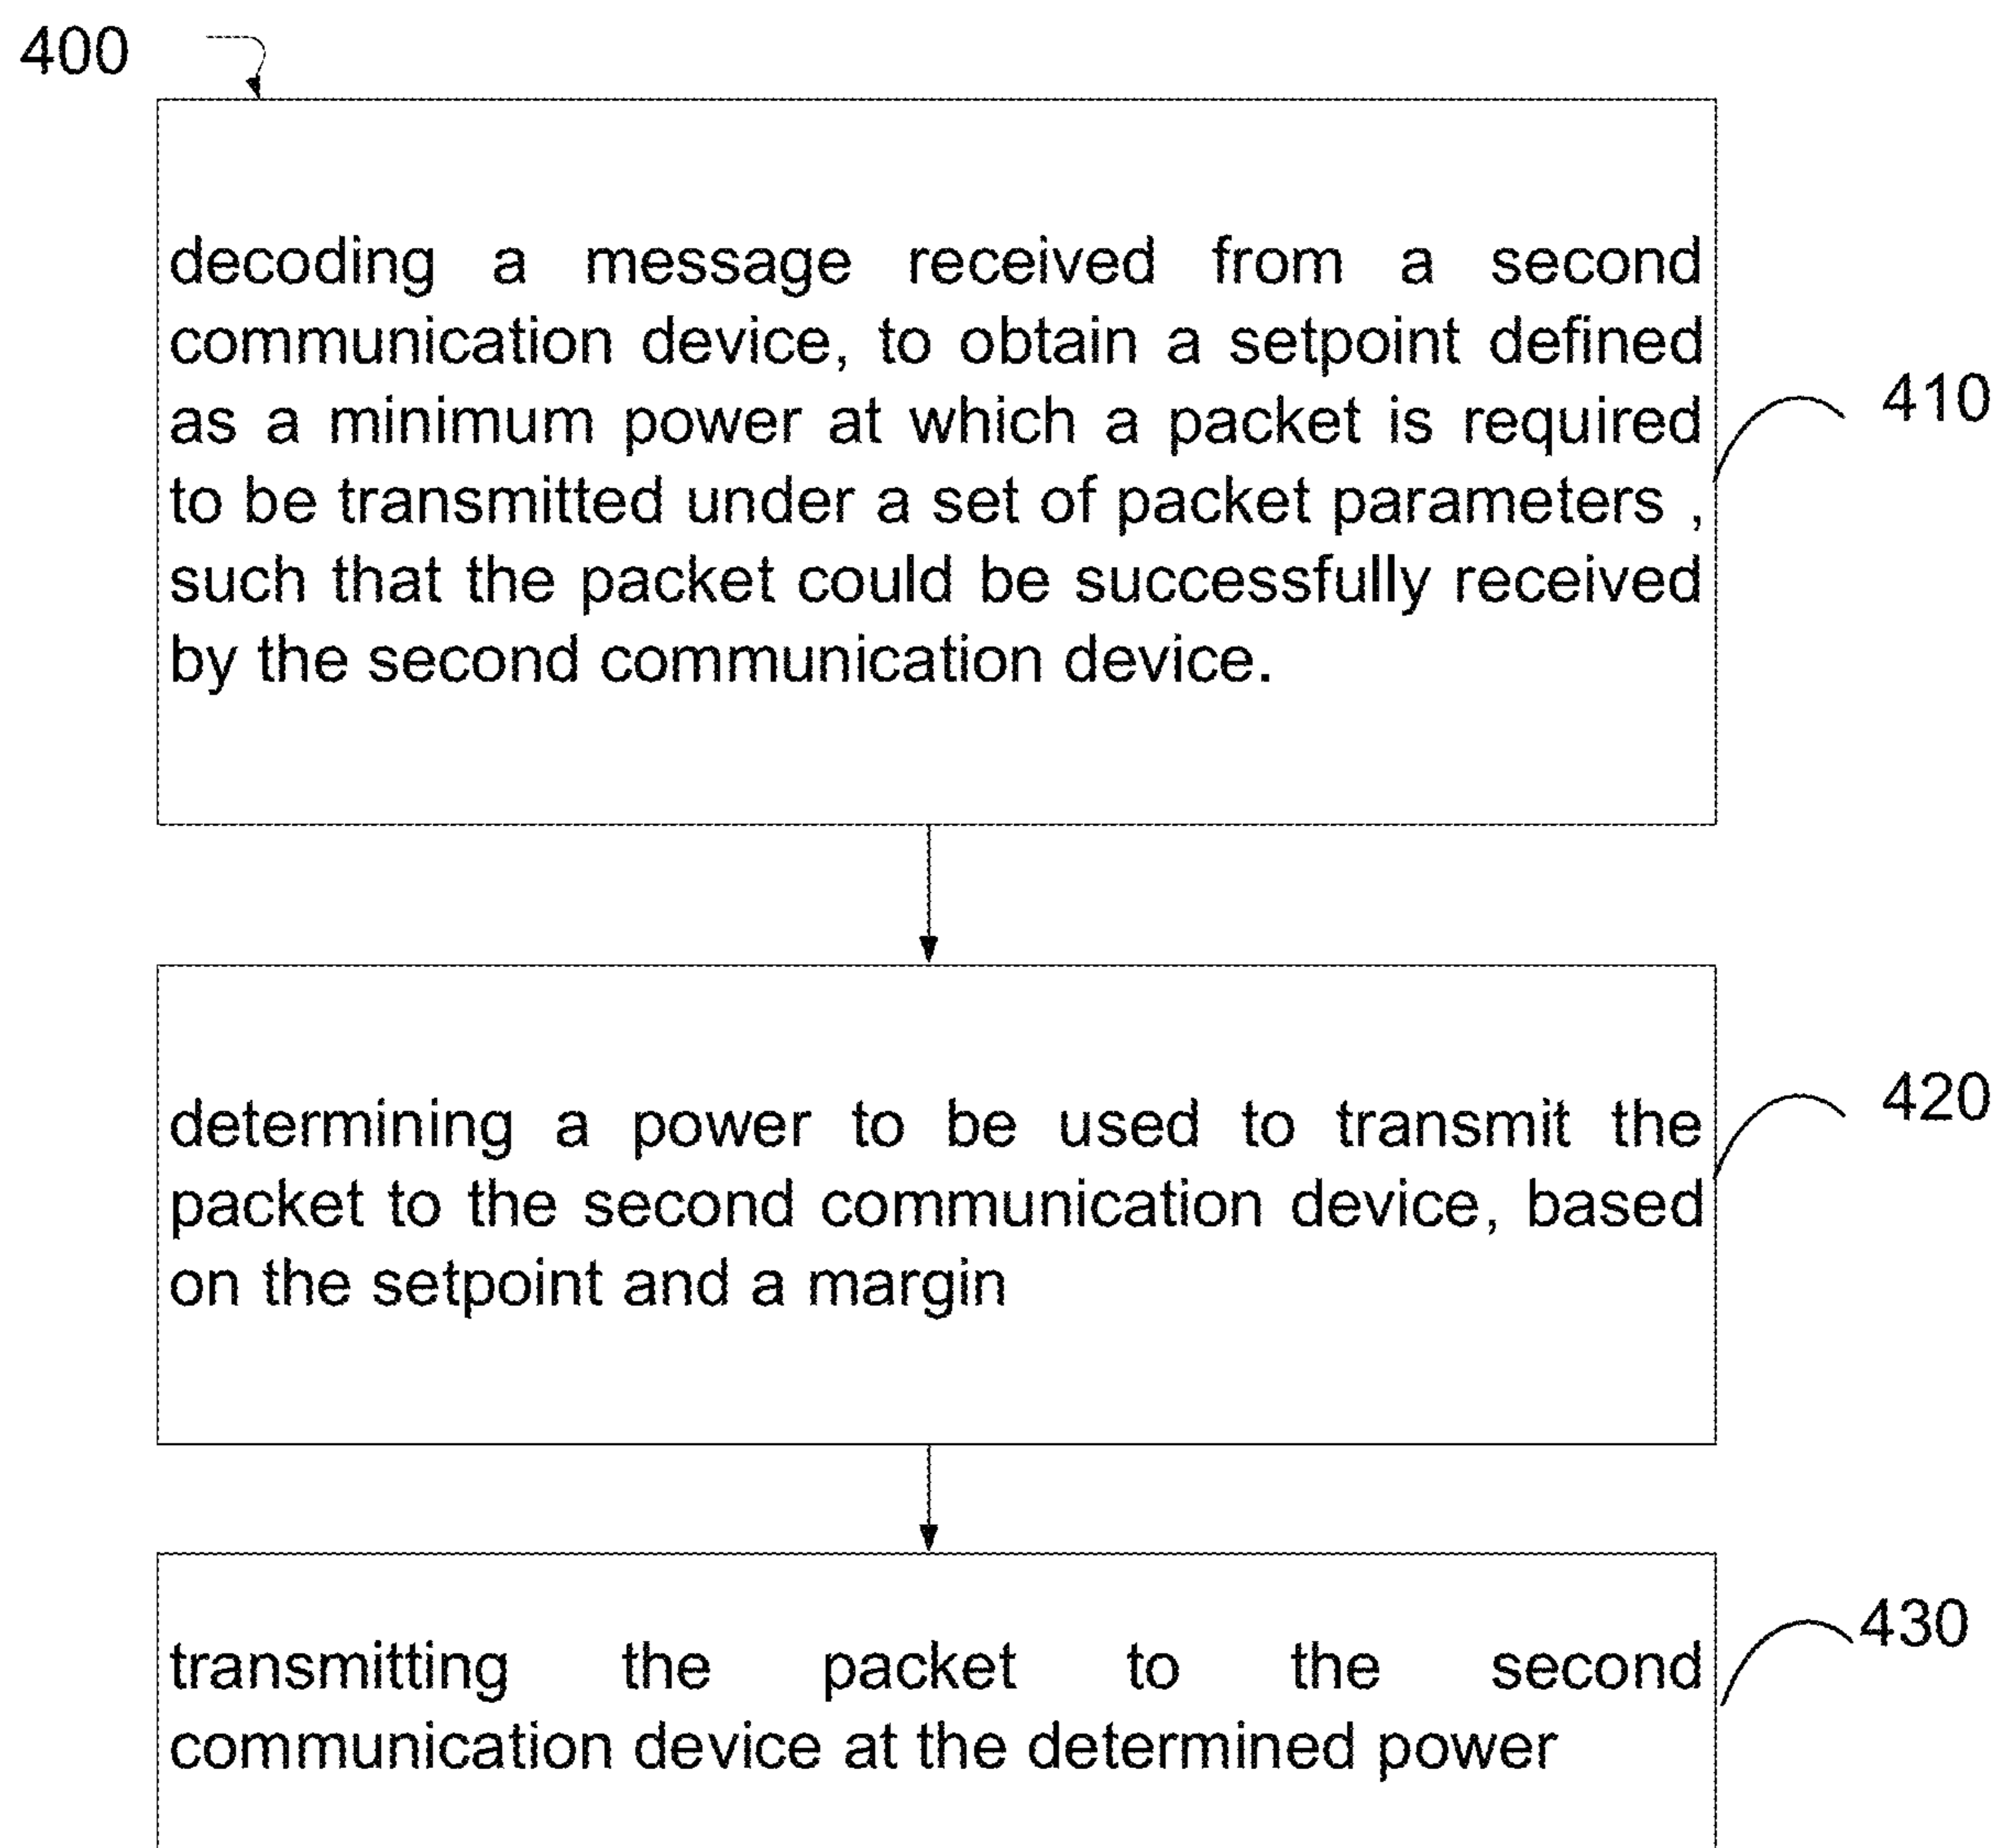 400
decoding a message received from a second
communication device, to obtain a setpoint defined
as a minimum power at which a packet is required
to be transmitted under a set of packet parameters ,
such that the packet could be successfully received
by the second communication device.
410
determining a power to be used to transmit the
packet to the second communication device, based
on the setpoint and a margin
420
transmitting the packet to the second
communication device at the determined power
430